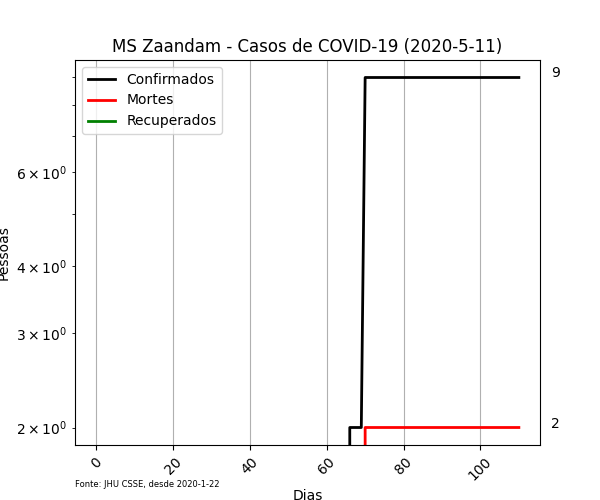 MS Zaandam - Casos de COVID-19 (2020-5-11)
Confirmados
Mortes
Recuperados
9
2
6 × 10⁰
4 × 10⁰
3 × 10⁰
2 × 10⁰
Pessoas
0 20 40 60 80 100
Fonte: JHU CSSE, desde 2020-1-22
Dias